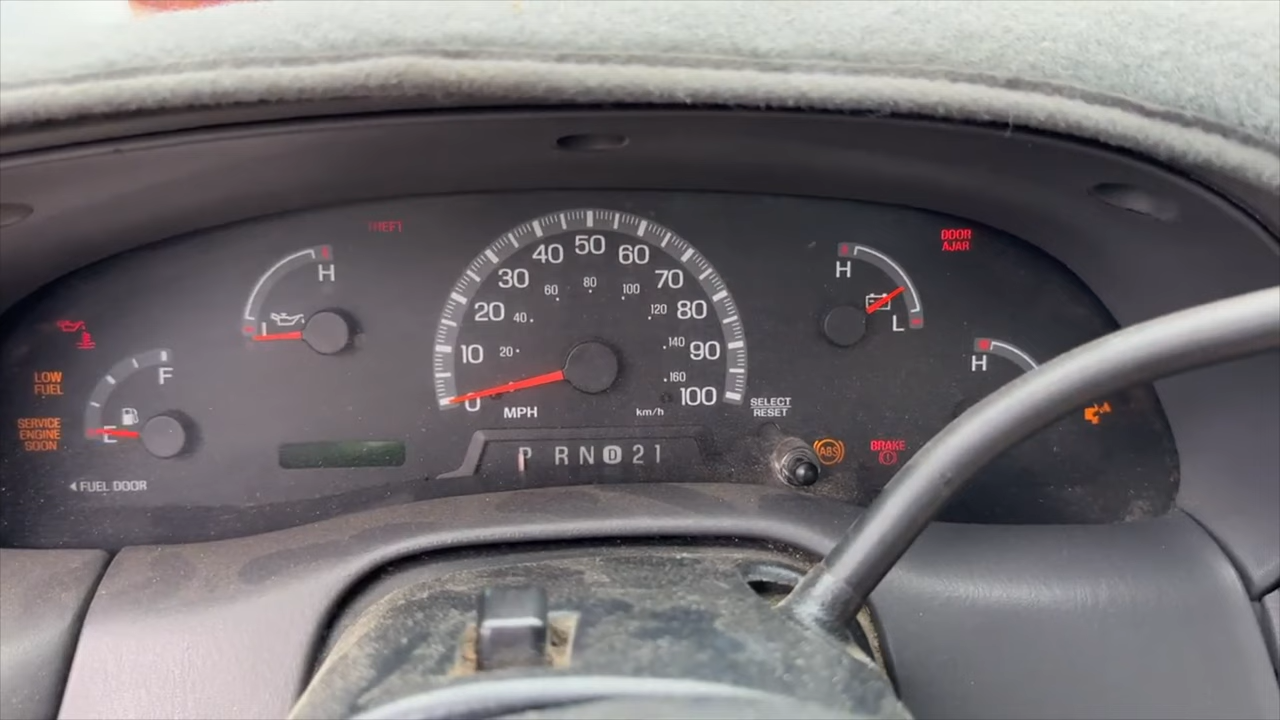 THEFT
DOOR
AJAR
H
H
L
L
LOW
FUEL
F
E
SERVICE
ENGINE
SOON
FUEL DOOR
0
10
20
30
40
50
60
70
80
90
100
20
40
60
80
100
120
140
160
MPH
km/h
SELECT
RESET
P R N D 2 1
ABS
BRAKE
H